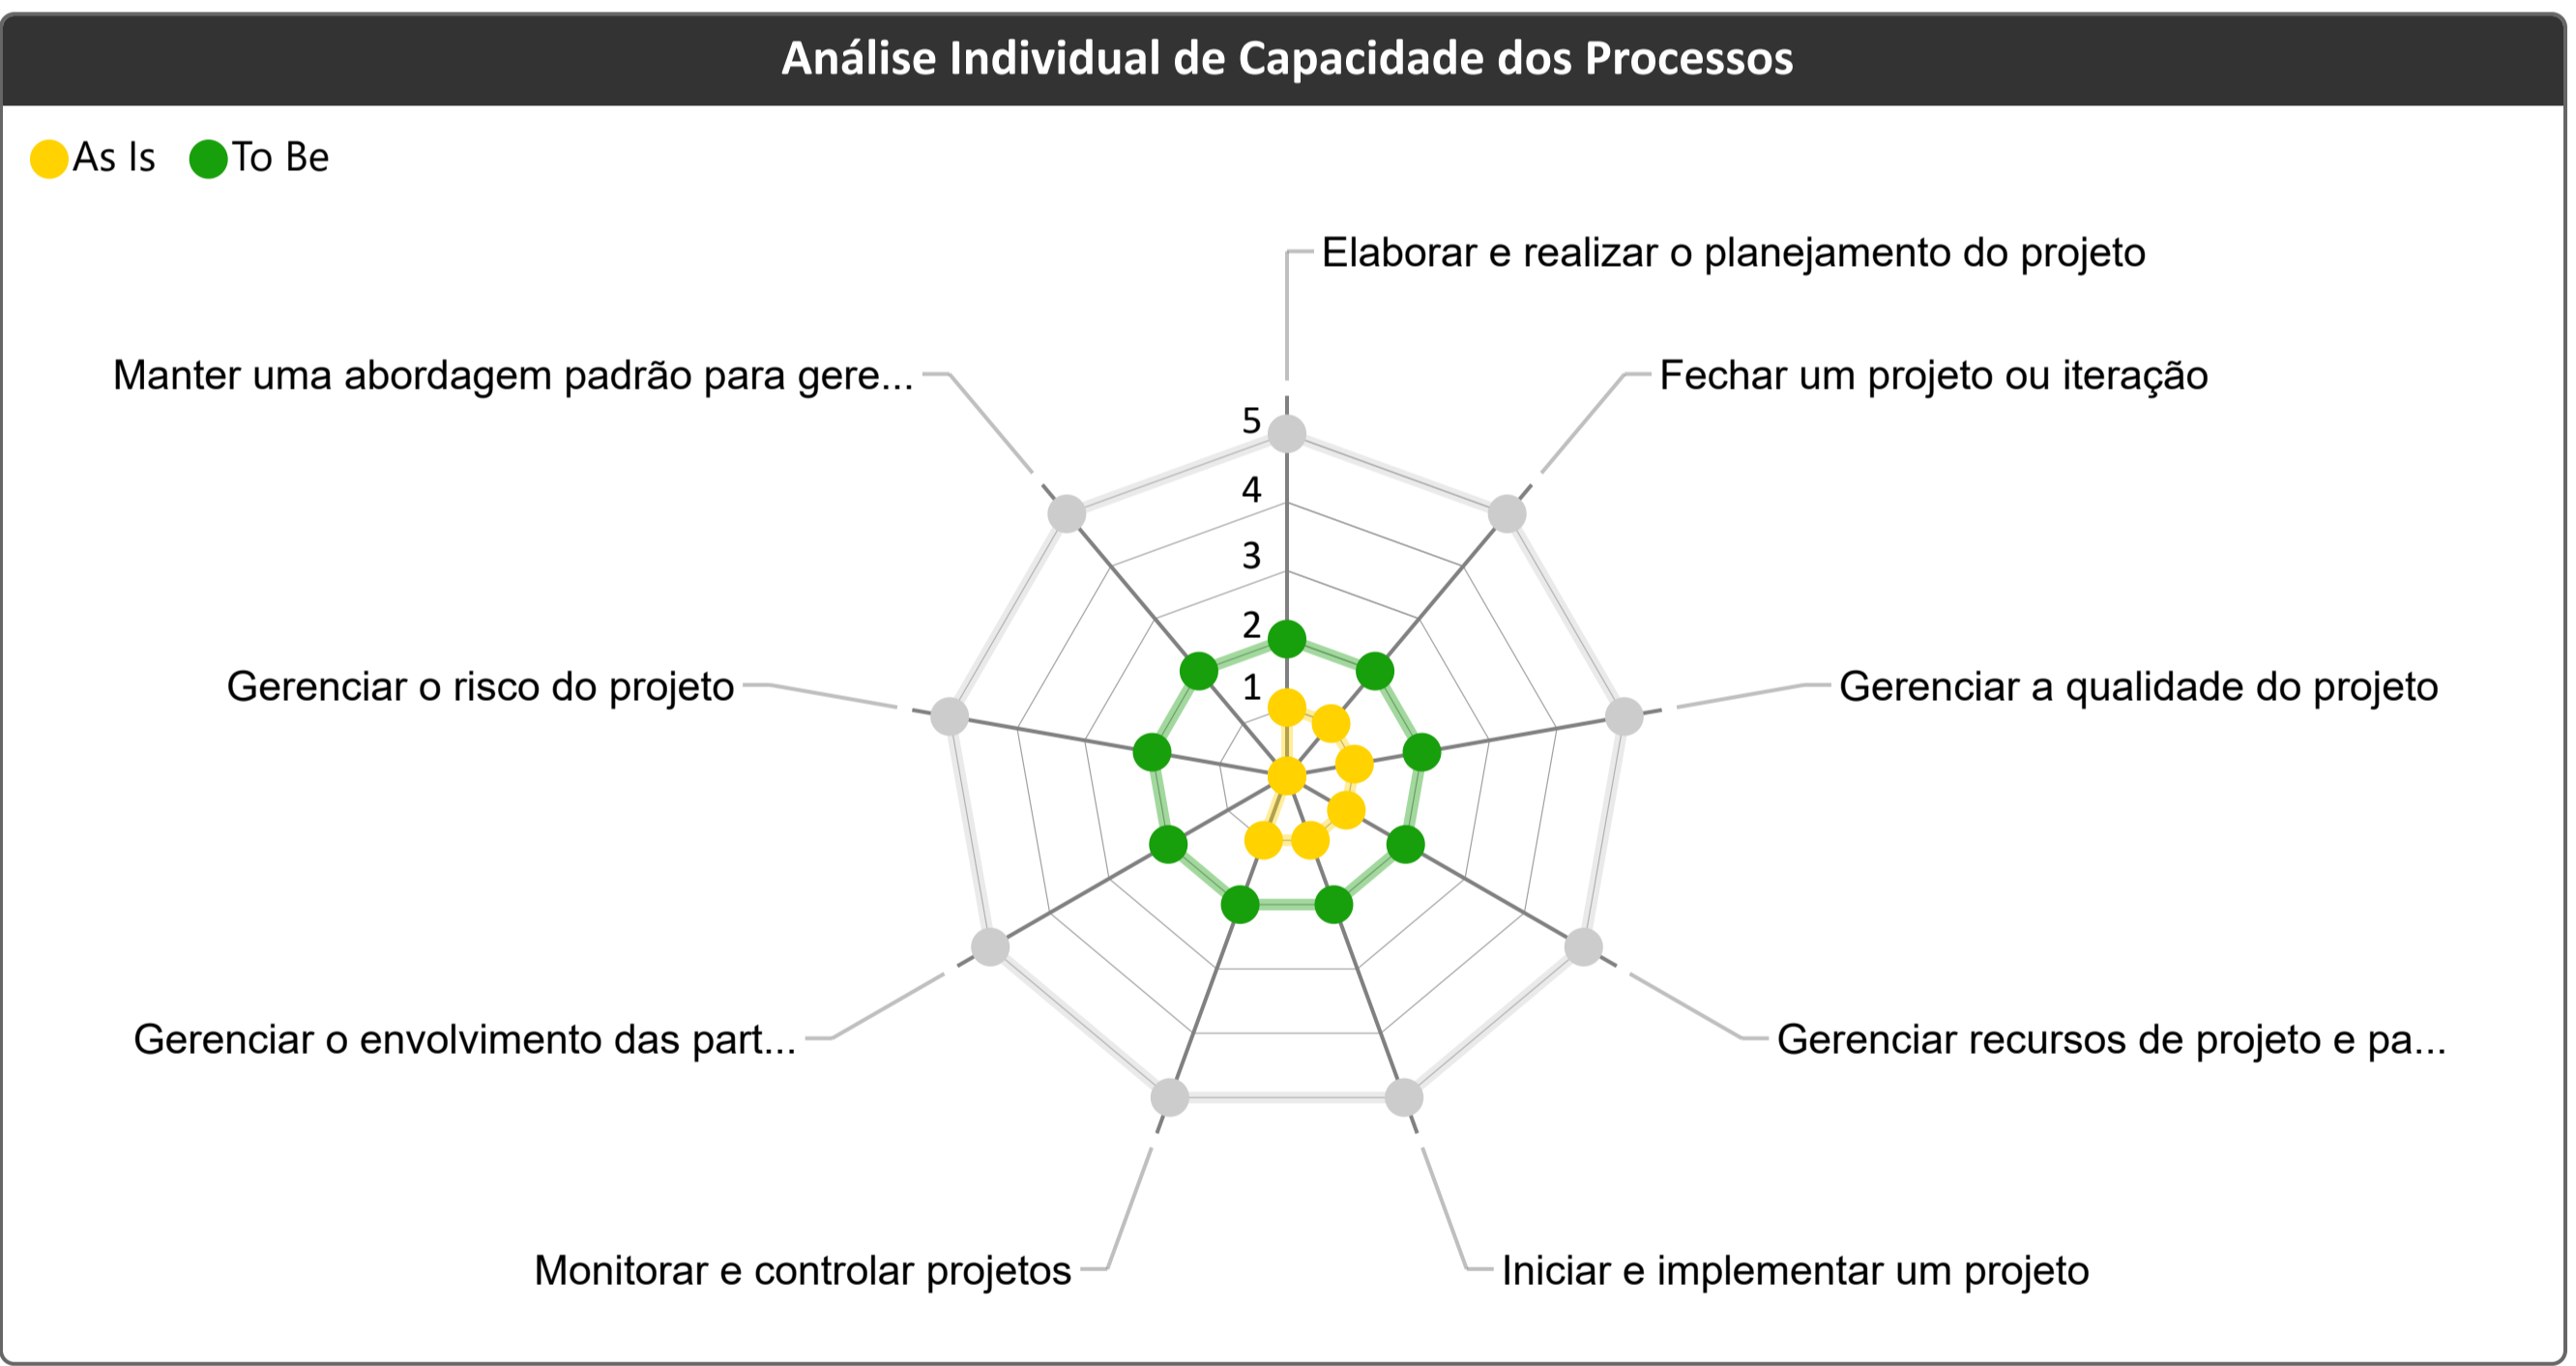 Análise Individual de Capacidade dos Processos
As Is
To Be
Elaborar e realizar o planejamento do projeto
Manter uma abordagem padrão para gere...
Fechar um projeto ou iteração
5
4
3
2
1
Gerenciar o risco do projeto
Gerenciar a qualidade do projeto
Gerenciar o envolvimento das part...
Gerenciar recursos de projeto e pa...
Monitorar e controlar projetos
Iniciar e implementar um projeto